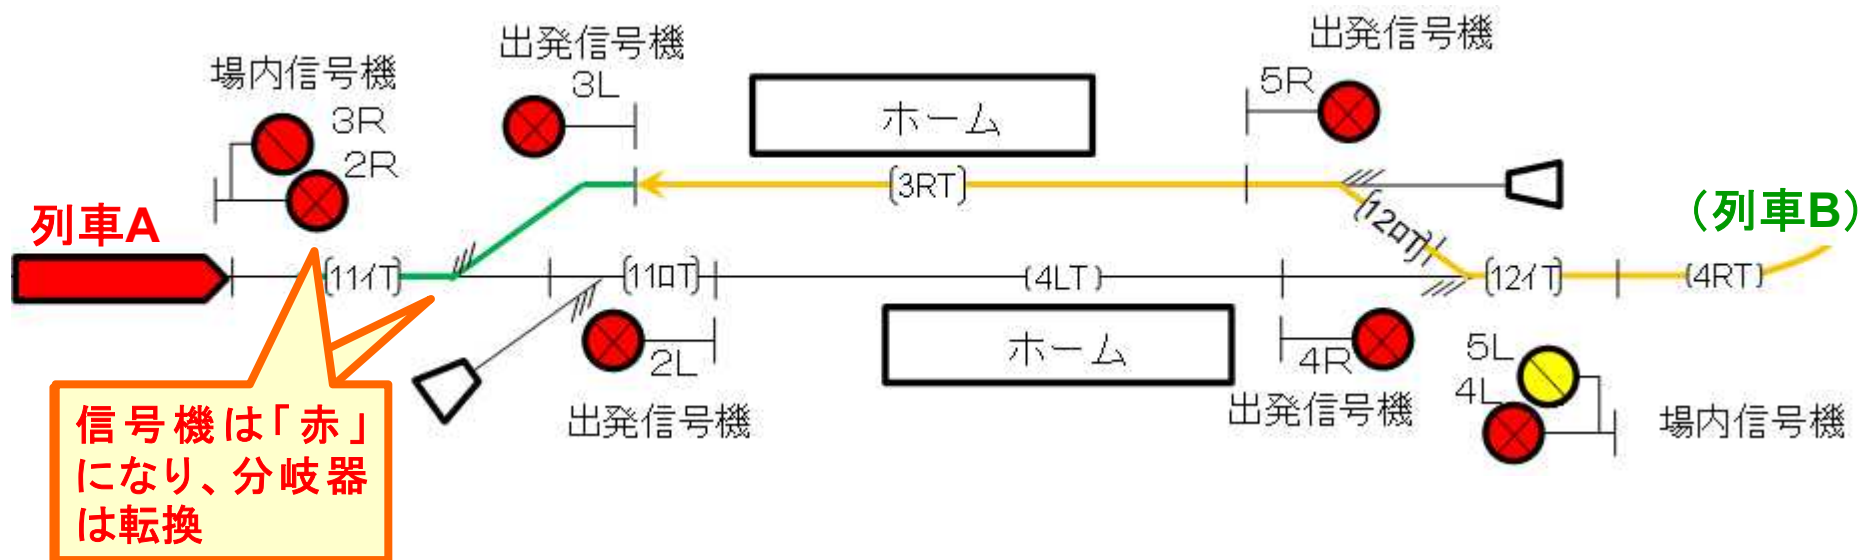 出発信号機
3L
出発信号機
5R
場内信号機
3R
2R
ホーム
(3RT)
(12ロT)
列車A
(列車B)
(11イT)
(11ロT)
(4LT)
(12イT)
(4RT)
2L
出発信号機
ホーム
4R
出発信号機
5L
4L
場内信号機
信号機は「赤」
になり、分岐器
は転換